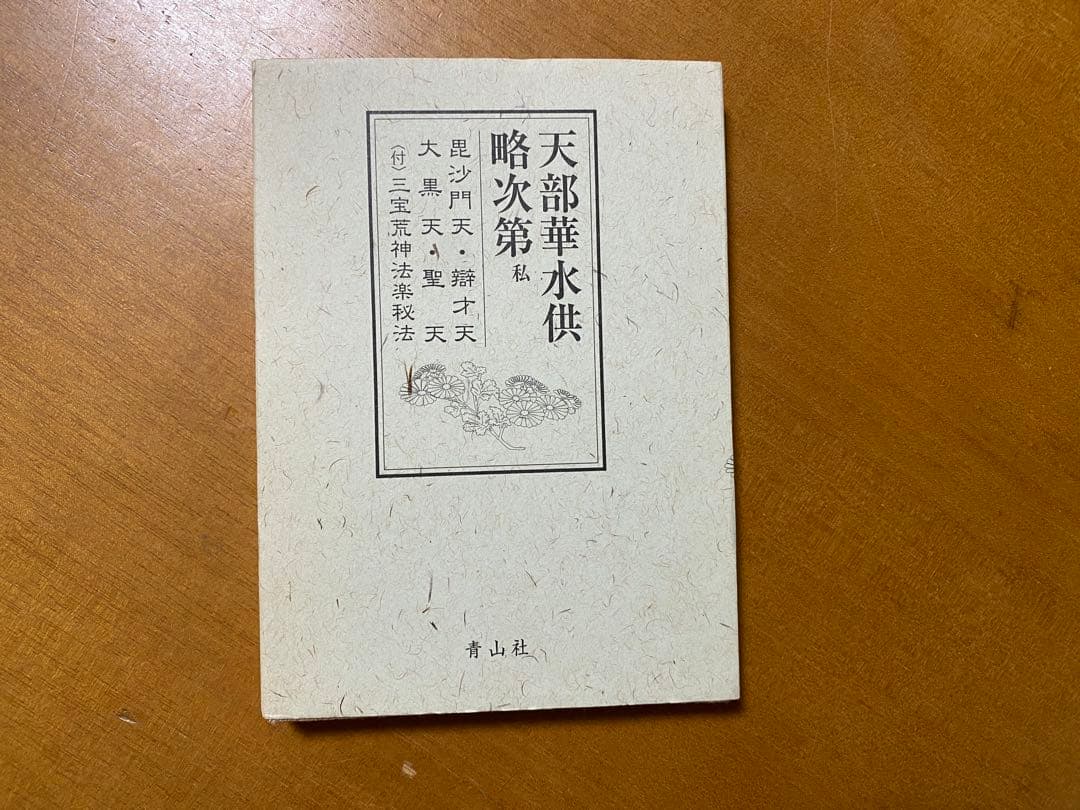 天部華水供
略次第 私
毘沙門天・辯才天
大黒天・聖天
〈付〉三宝荒神法楽秘法
青山社